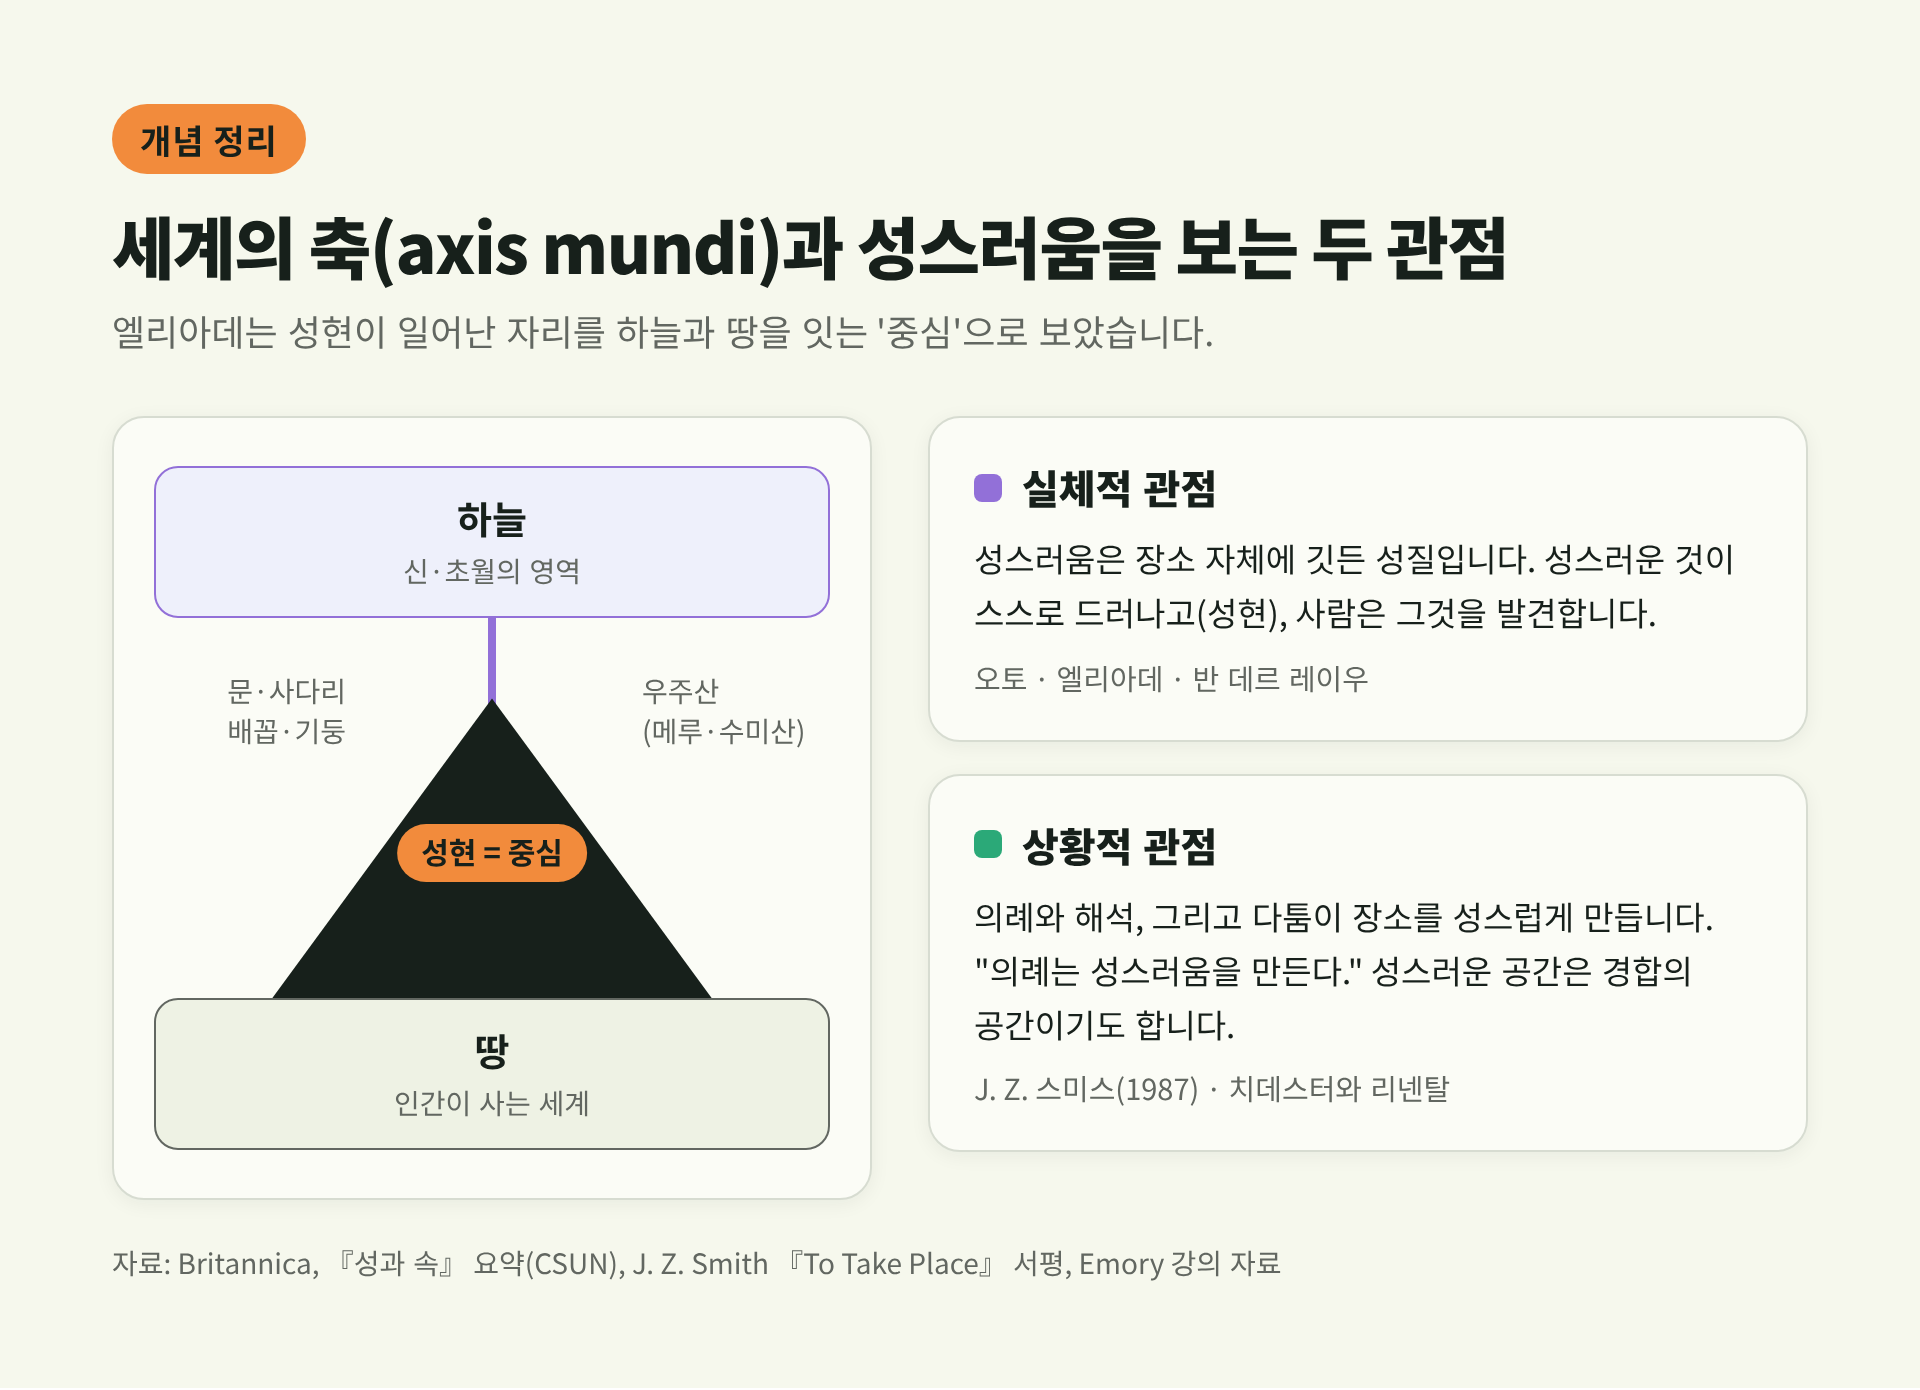 개념 정리
세계의 축(axis mundi)과 성스러움을 보는 두 관점
엘리아데는 성현이 일어난 자리를 하늘과 땅을 잇는 '중심'으로 보았습니다.
하늘
신·초월의 영역
문·사다리
배꼽·기둥
우주산
(메루·수미산)
성현 = 중심
땅
인간이 사는 세계
실체적 관점
성스러움은 장소 자체에 깃든 성질입니다. 성스러운 것이
스스로 드러나고(성현), 사람은 그것을 발견합니다.
오토 · 엘리아데 · 반 데르 레이우
상황적 관점
의례와 해석, 그리고 다툼이 장소를 성스럽게 만듭니다.
"의례는 성스러움을 만든다." 성스러운 공간은 경합의
공간이기도 합니다.
J. Z. 스미스(1987) · 치데스터와 리넨탈
자료: Britannica, 『성과 속』 요약(CSUN), J. Z. Smith 『To Take Place』 서평, Emory 강의 자료